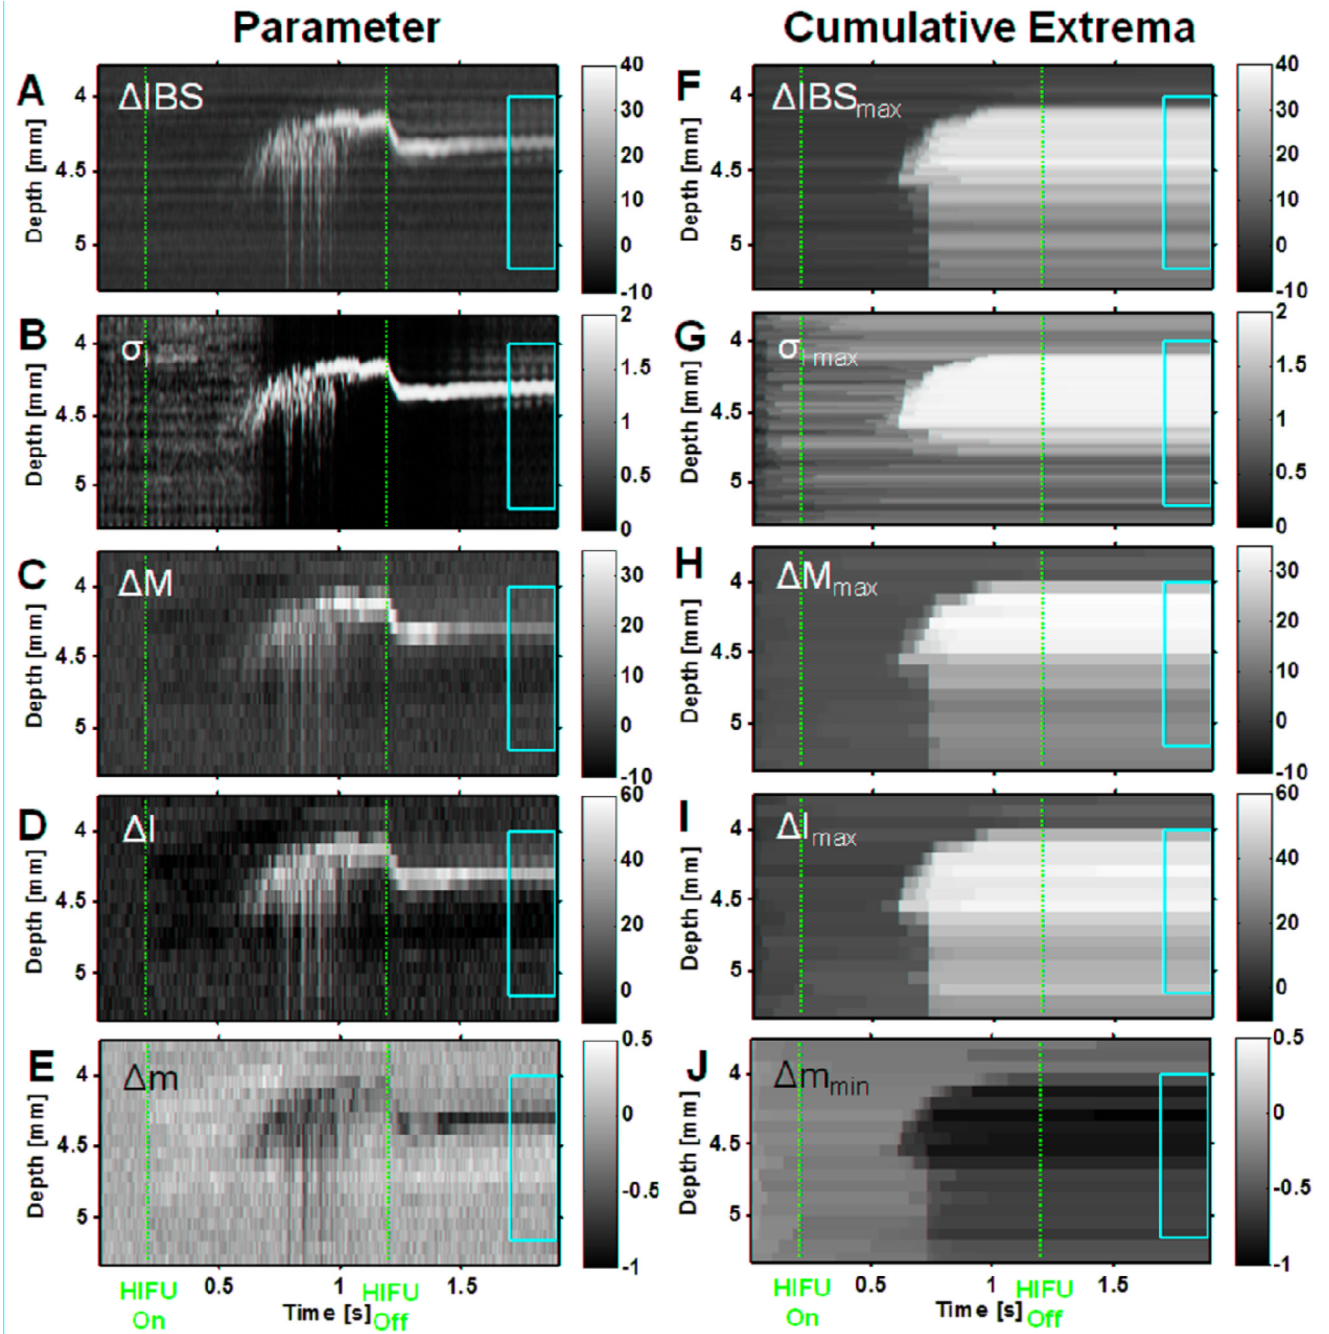 Parameter
Cumulative Extrema
A
ΔIBS
Depth [mm]
4
4.5
5
40
30
20
10
0
-10
F
ΔIBSmax
Depth [mm]
4
4.5
5
40
30
20
10
0
-10
B
σI
Depth [mm]
4
4.5
5
2
1.5
1
0.5
0
G
σI max
Depth [mm]
4
4.5
5
2
1.5
1
0.5
0
C
ΔM
Depth [mm]
4
4.5
5
30
20
10
0
-10
H
ΔMmax
Depth [mm]
4
4.5
5
30
20
10
0
-10
D
ΔI
Depth [mm]
4
4.5
5
60
40
20
0
I
ΔImax
Depth [mm]
4
4.5
5
60
40
20
0
E
Δm
Depth [mm]
4
4.5
5
0.5
0
-0.5
-1
J
Δmmin
Depth [mm]
4
4.5
5
0.5
0
-0.5
-1
0.5
1
1.5
HIFU On
Time [s]
HIFU Off
0.5
1
1.5
HIFU On
Time [s]
HIFU Off